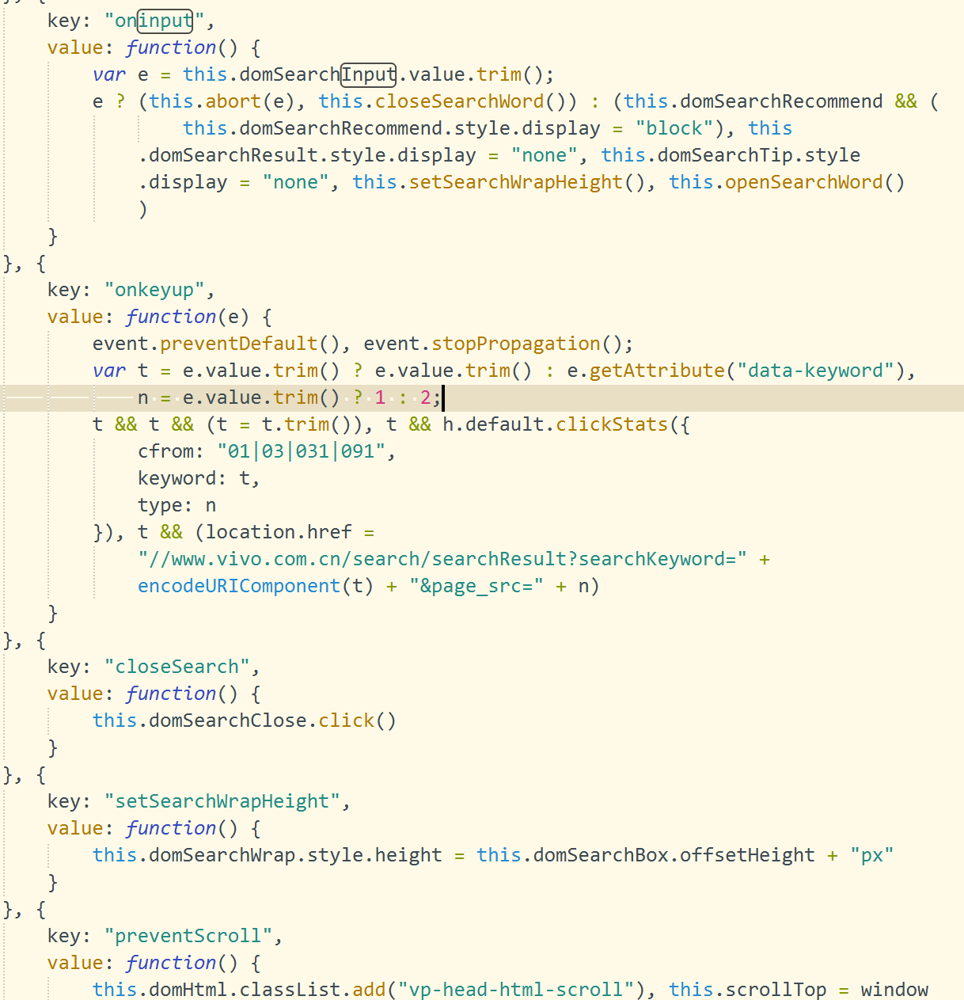 }, {
key: "oninput",
value: function() {
var e = this.domSearchInput.value.trim();
e ? (this.abort(e), this.closeSearchWord()) : (this.domSearchRecommend && (
this.domSearchRecommend.style.display = "block"), this
.domSearchResult.style.display = "none", this.domSearchTip.style
.display = "none", this.setSearchWrapHeight(), this.openSearchWord()
)
}
}, {
key: "onkeyup",
value: function(e) {
event.preventDefault(), event.stopPropagation();
var t = e.value.trim() ? e.value.trim() : e.getAttribute("data-keyword"),
n = e.value.trim() ? 1 : 2;
t && t && (t = t.trim()), t && h.default.clickStats({
cfrom: "01|03|031|091",
keyword: t,
type: n
}), t && (location.href =
"//www.vivo.com.cn/search/searchResult?searchKeyword=" +
encodeURIComponent(t) + "&page_src=" + n)
}
}, {
key: "closeSearch",
value: function() {
this.domSearchClose.click()
}
}, {
key: "setSearchWrapHeight",
value: function() {
this.domSearchWrap.style.height = this.domSearchBox.offsetHeight + "px"
}
}, {
key: "preventScroll",
value: function() {
this.domHtml.classList.add("vp-head-html-scroll"), this.scrollTop = window